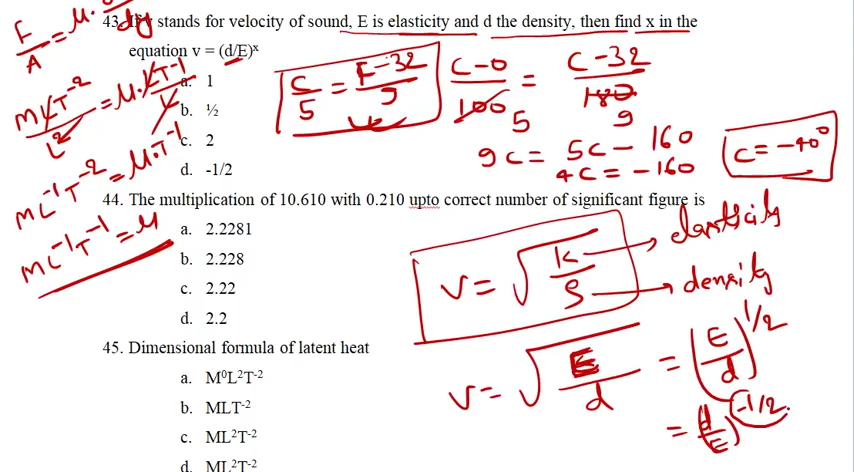 43. If v stands for velocity of sound, E is elasticity and d the density, then find x in the
equation v = (d/E)ˣ
a. 1
b. ½
c. 2
d. -1/2
44. The multiplication of 10.610 with 0.210 upto correct number of significant figure is
a. 2.2281
b. 2.228
c. 2.22
d. 2.2
45. Dimensional formula of latent heat
a. M⁰L²T⁻²
b. MLT⁻²
c. ML²T⁻²
d. ML²T⁻²
F/A = μ.
MLT⁻²/L² = μ. LT⁻¹/L
ML⁻¹T⁻² = μ.T⁻¹
ML⁻¹T⁻¹ = μ
C/5 = F-32/9
C-0/100 = C-32/180
5 9
9C = 5C - 160
4C = -160
C = -40°
v = √K/ρ
elasticity
density
v = √E/d = (E/d)^1/2
= (d/E)^-1/2